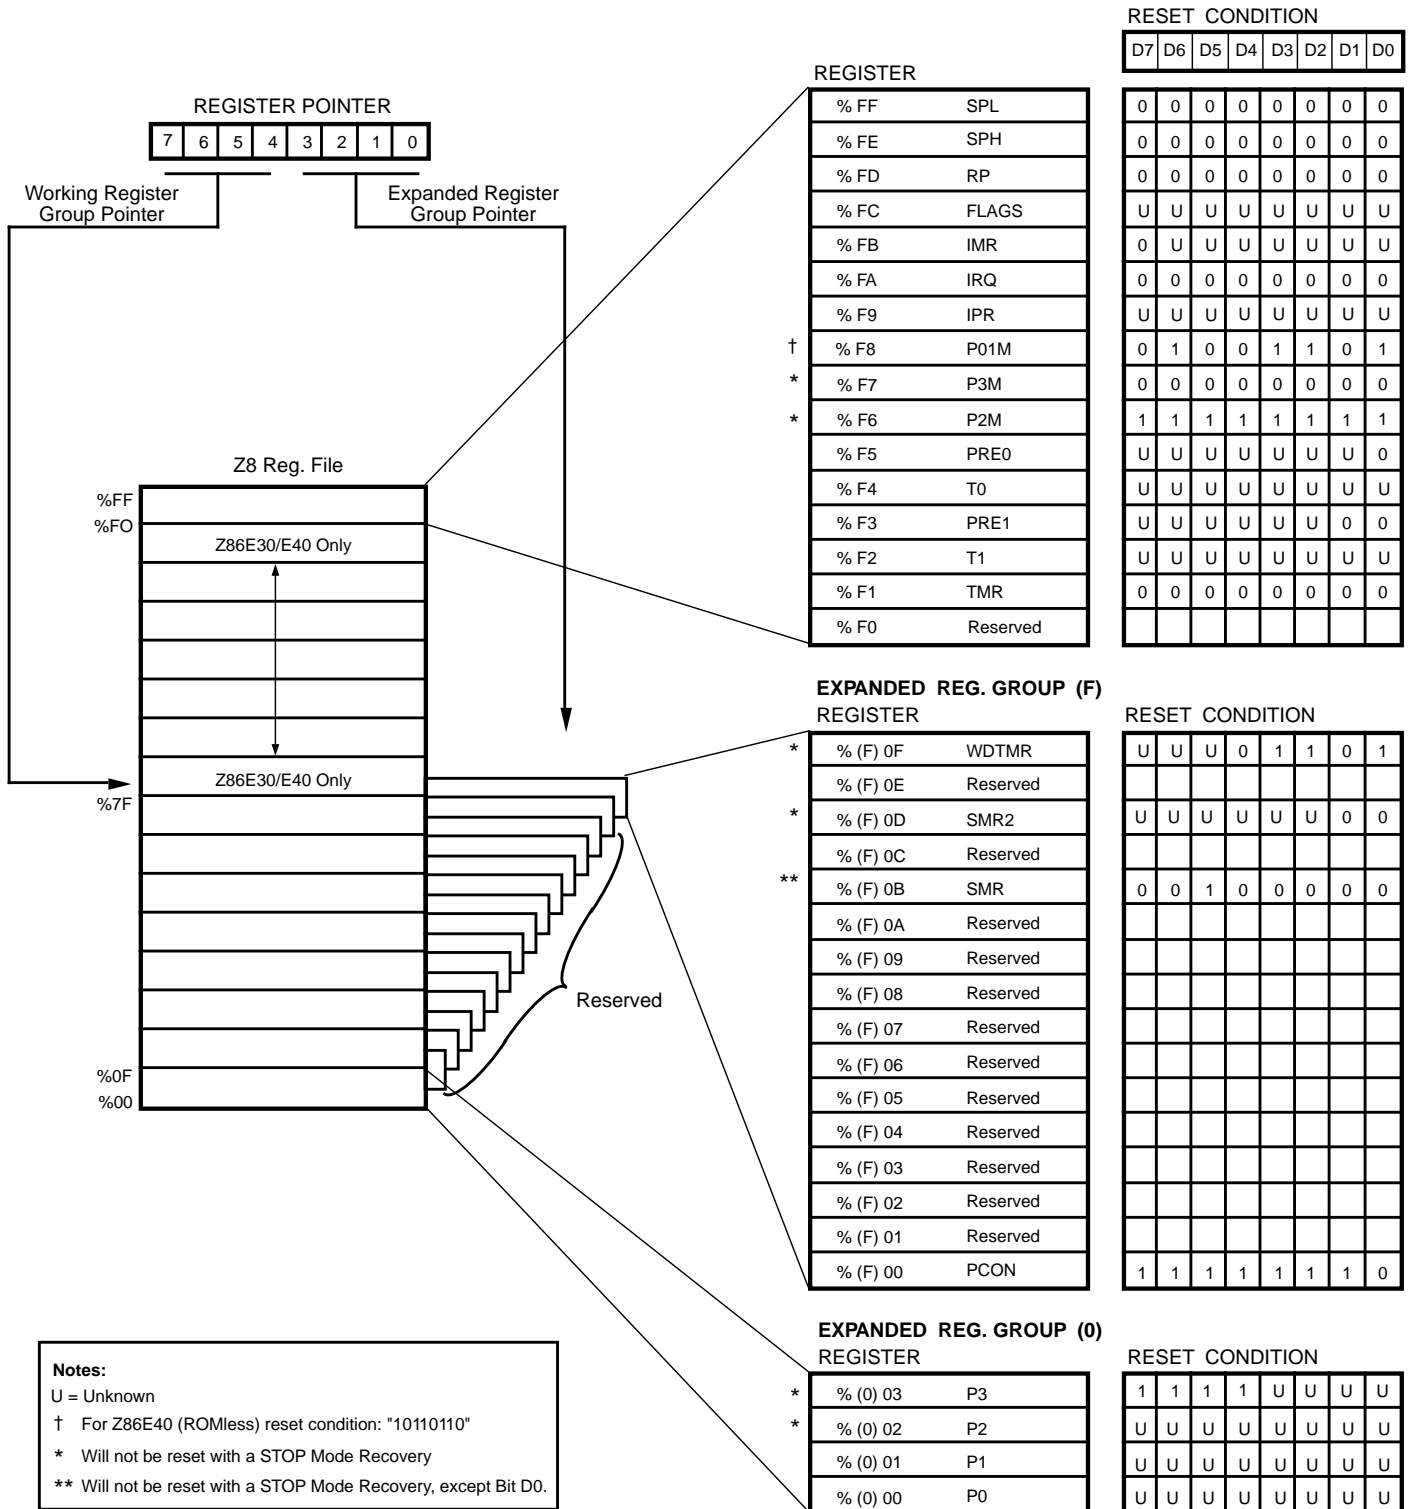 RESET CONDITION
D7 D6 D5 D4 D3 D2 D1 D0
REGISTER
% FF SPL 0 0 0 0 0 0 0 0
% FE SPH 0 0 0 0 0 0 0 0
% FD RP 0 0 0 0 0 0 0 0
% FC FLAGS U U U U U U U U
% FB IMR 0 U U U U U U U
% FA IRQ 0 0 0 0 0 0 0 0
% F9 IPR U U U U U U U U
† % F8 P01M 0 1 0 0 1 1 0 1
* % F7 P3M 0 0 0 0 0 0 0 0
* % F6 P2M 1 1 1 1 1 1 1 1
% F5 PRE0 U U U U U U U 0
% F4 T0 U U U U U U U U
% F3 PRE1 U U U U U U 0 0
% F2 T1 U U U U U U U U
% F1 TMR 0 0 0 0 0 0 0 0
% F0 Reserved
REGISTER POINTER
7 6 5 4 3 2 1 0
Working Register
Group Pointer
Expanded Register
Group Pointer
Z8 Reg. File
%FF
%FO
Z86E30/E40 Only
Z86E30/E40 Only
%7F
%0F
%00
Reserved
EXPANDED REG. GROUP (F)
REGISTER RESET CONDITION
* % (F) 0F WDTMR U U U 0 1 1 0 1
% (F) 0E Reserved
* % (F) 0D SMR2 U U U U U U 0 0
% (F) 0C Reserved
** % (F) 0B SMR 0 0 1 0 0 0 0 0
% (F) 0A Reserved
% (F) 09 Reserved
% (F) 08 Reserved
% (F) 07 Reserved
% (F) 06 Reserved
% (F) 05 Reserved
% (F) 04 Reserved
% (F) 03 Reserved
% (F) 02 Reserved
% (F) 01 Reserved
% (F) 00 PCON 1 1 1 1 1 1 1 0
EXPANDED REG. GROUP (0)
REGISTER RESET CONDITION
* % (0) 03 P3 1 1 1 1 U U U U
* % (0) 02 P2 U U U U U U U U
% (0) 01 P1 U U U U U U U U
% (0) 00 P0 U U U U U U U U
Notes:
U = Unknown
† For Z86E40 (ROMless) reset condition: "10110110"
* Will not be reset with a STOP Mode Recovery
** Will not be reset with a STOP Mode Recovery, except Bit D0.